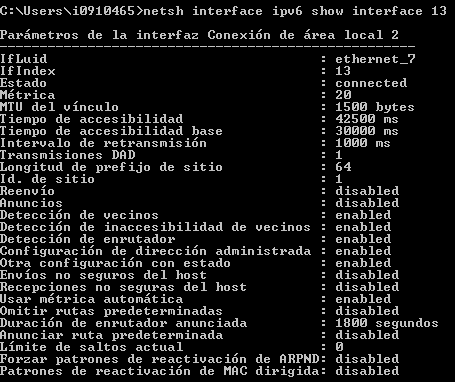 C:\Users\i0910465>netsh interface ipv6 show interface 13
Parámetros de la interfaz Conexión de área local 2
----------------------------------------------
IfLuid : ethernet_7
IfIndex : 13
Estado : connected
Métrica : 20
MTU del vínculo : 1500 bytes
Tiempo de accesibilidad : 42500 ms
Tiempo de accesibilidad base : 30000 ms
Intervalo de retransmisión : 1000 ms
Transmisiones DAD : 1
Longitud de prefijo de sitio : 64
Id. de sitio : 1
Reenvío : disabled
Anuncios : disabled
Detección de vecinos : enabled
Detección de inaccesibilidad de vecinos : enabled
Detección de enrutador : enabled
Configuración de dirección administrada : enabled
Otra configuración con estado : enabled
Envíos no seguros del host : disabled
Recepciones no seguras del host : disabled
Usar métrica automática : enabled
Omitir rutas predeterminadas : disabled
Duración de enrutador anunciada : 1800 segundos
Anunciar ruta predeterminada : disabled
Límite de saltos actual : 0
Forzar patrones de reactivación de ARPND: disabled
Patrones de reactivación de MAC dirigida: disabled